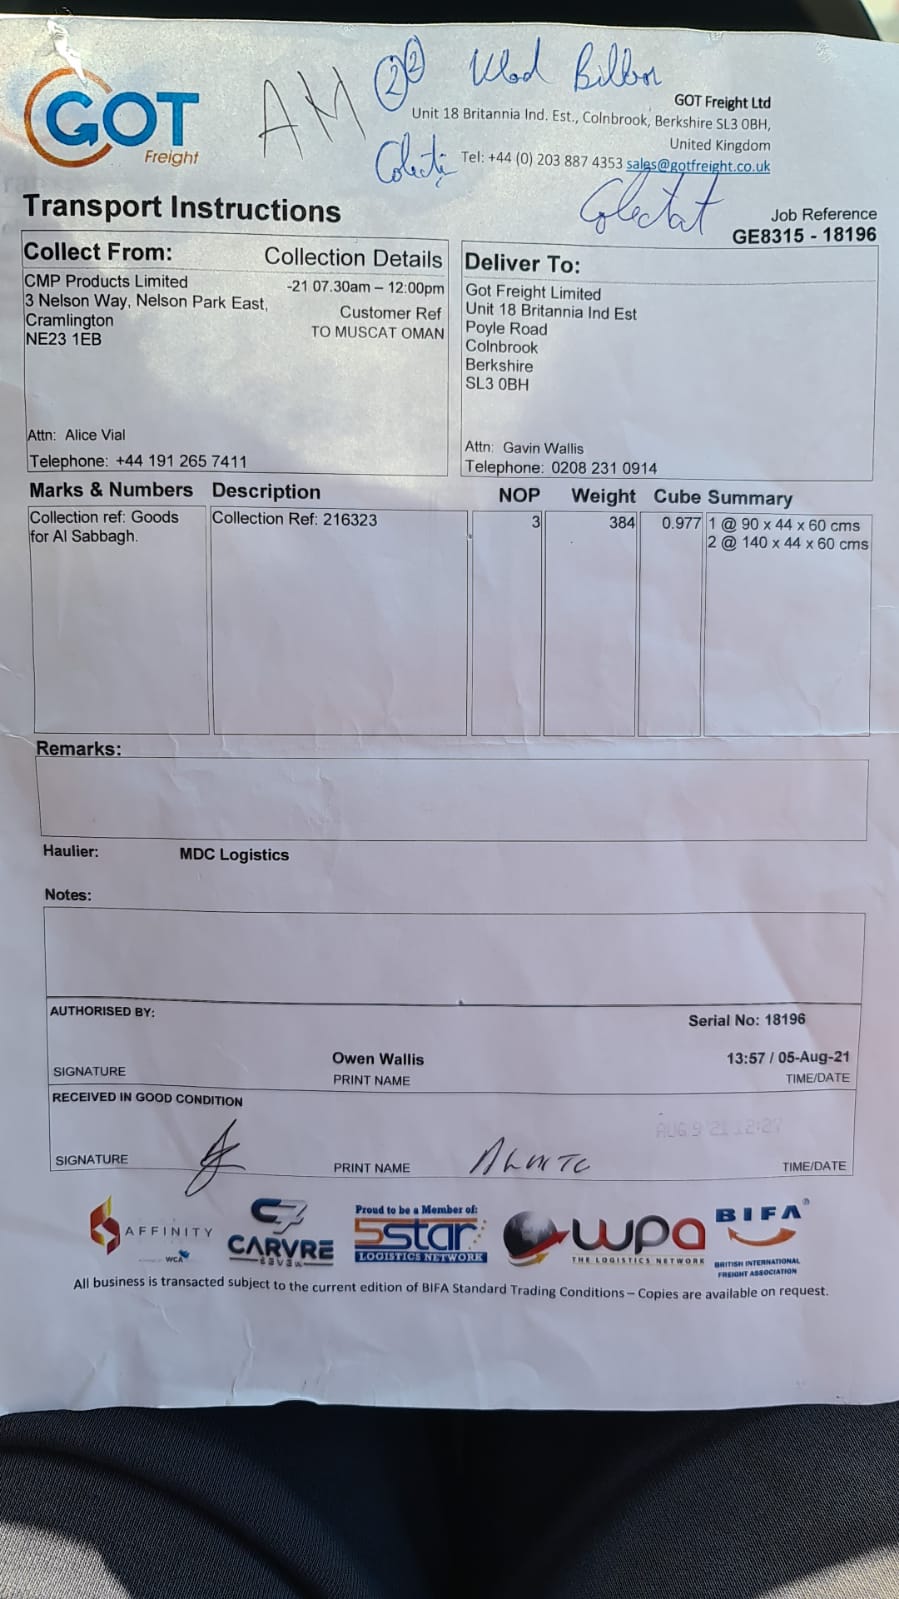 GOT
Freight
AM
22
GOT Freight Ltd
Unit 18 Britannia Ind. Est., Colnbrook, Berkshire SL3 0BH,
United Kingdom
Tel: +44 (0) 203 887 4353 sales@gotfreight.co.uk
Transport Instructions
Job Reference
GE8315 - 18196
Collect From:
Collection Details
CMP Products Limited
-21 07.30am – 12:00pm
3 Nelson Way, Nelson Park East,
Customer Ref
Cramlington
TO MUSCAT OMAN
NE23 1EB
Attn: Alice Vial
Telephone: +44 191 265 7411
Deliver To:
Got Freight Limited
Unit 18 Britannia Ind Est
Poyle Road
Colnbrook
Berkshire
SL3 0BH
Attn: Gavin Wallis
Telephone: 0208 231 0914
Marks & Numbers Description NOP Weight Cube Summary
Collection ref: Goods Collection Ref: 216323 3 384 0.977 1 @ 90 x 44 x 60 cms
for Al Sabbagh. 2 @ 140 x 44 x 60 cms
Remarks:
Haulier: MDC Logistics
Notes:
AUTHORISED BY:
Serial No: 18196
Owen Wallis 13:57 / 05-Aug-21
SIGNATURE PRINT NAME TIME/DATE
RECEIVED IN GOOD CONDITION
AUG 9 '21 12:27
SIGNATURE PRINT NAME TIME/DATE
AFFINITY
WCA
CARVRE
SEVEN
Proud to be a Member of:
5star
LOGISTICS NETWORK
wpa
THE LOGISTICS NETWORK
BIFA
BRITISH INTERNATIONAL
FREIGHT ASSOCIATION
All business is transacted subject to the current edition of BIFA Standard Trading Conditions – Copies are available on request.